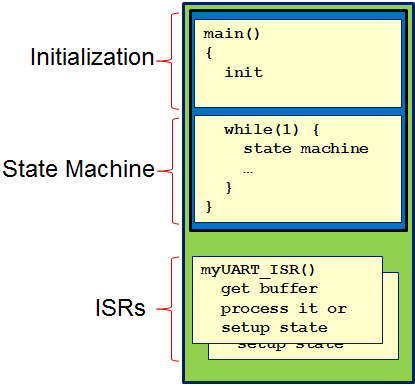 Initialization
main()
{
init
State Machine
while(1) {
state machine
…
}
}
ISRs
myUART_ISR()
get buffer
process it or
setup state
setup state